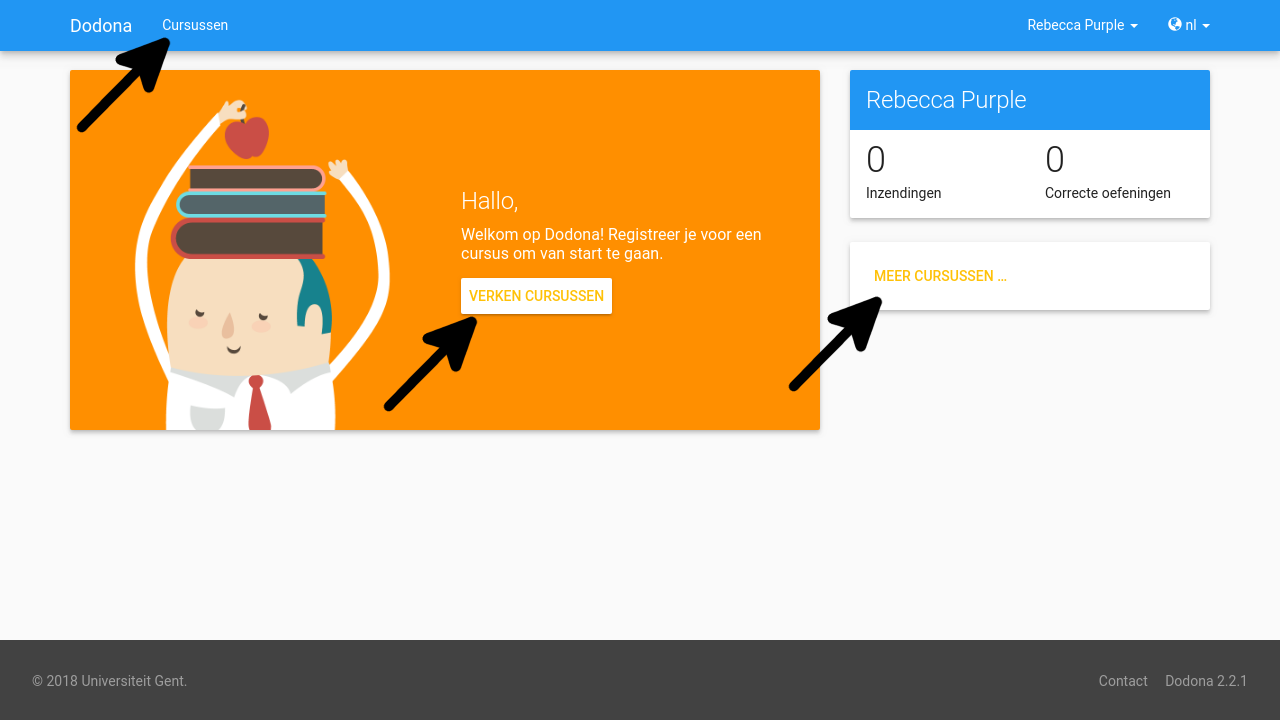 Dodona Cursussen Rebecca Purple nl
Hallo,
Welkom op Dodona! Registreer je voor een
cursus om van start te gaan.
VERKEN CURSUSSEN
Rebecca Purple
0 0
Inzendingen Correcte oefeningen
MEER CURSUSSEN ...
© 2018 Universiteit Gent. Contact Dodona 2.2.1